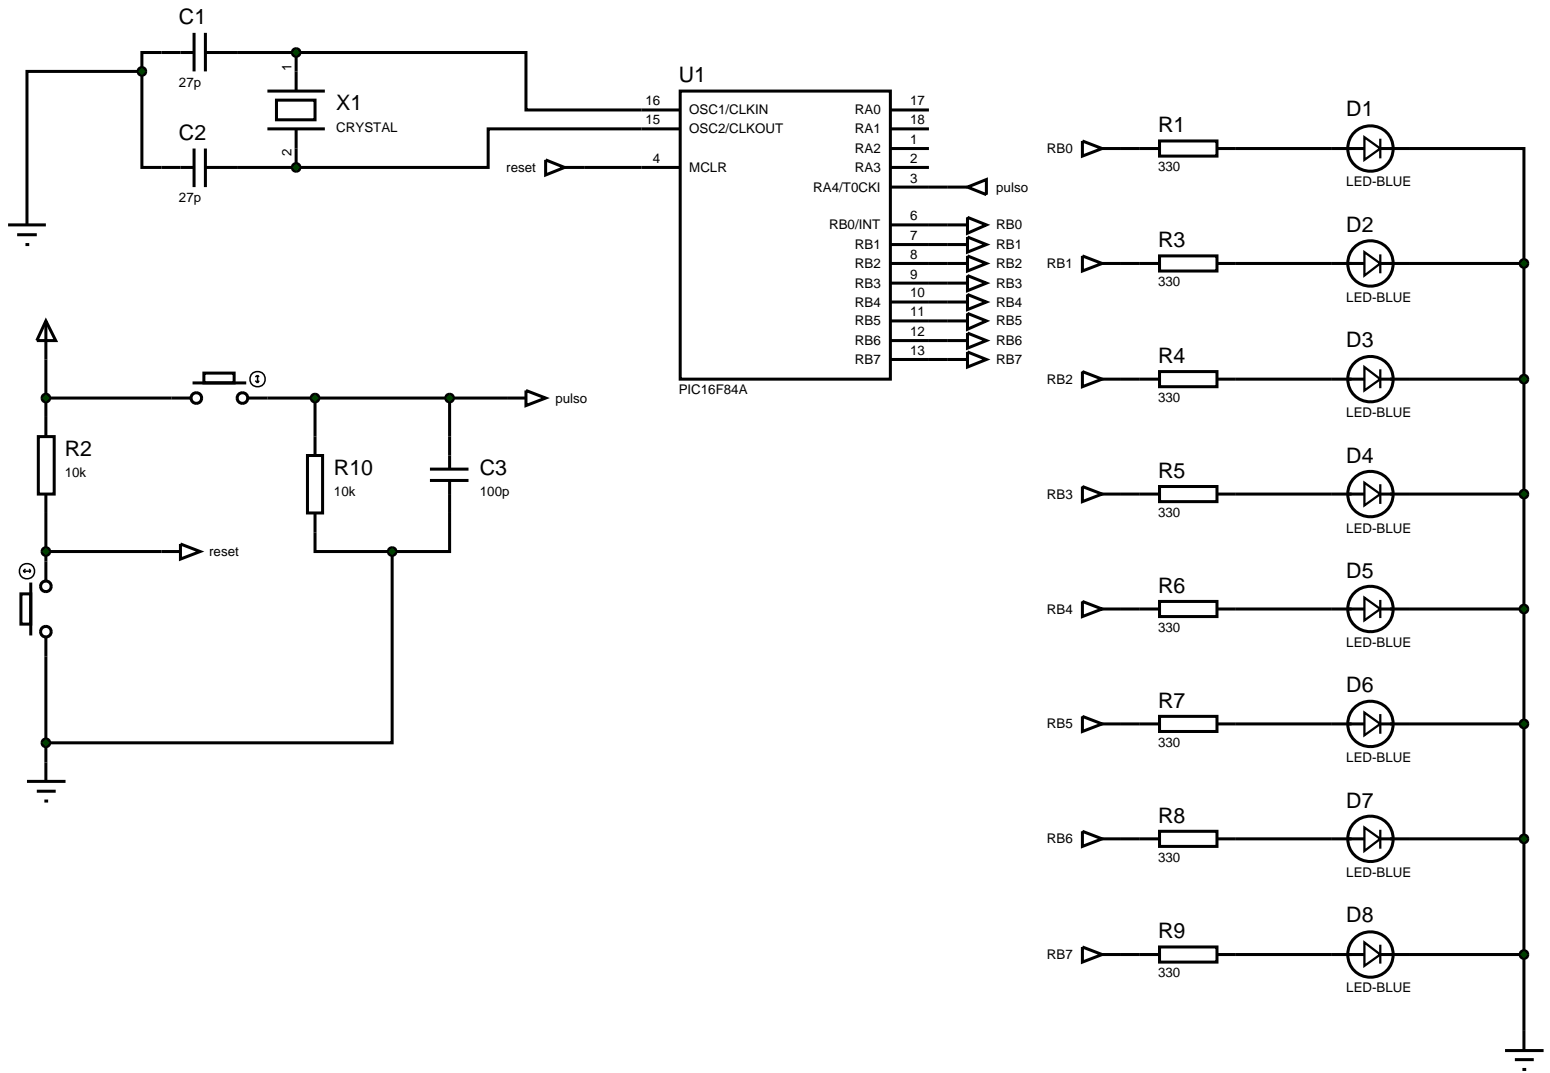 C1
27p
1
X1
CRYSTAL
2
C2
27p
U1
16 OSC1/CLKIN
15 OSC2/CLKOUT
reset 4 MCLR
RA0 17
RA1 18
RA2 1
RA3 2
RA4/T0CKI 3 pulso
RB0/INT 6 RB0
RB1 7 RB1
RB2 8 RB2
RB3 9 RB3
RB4 10 RB4
RB5 11 RB5
RB6 12 RB6
RB7 13 RB7
PIC16F84A
pulso
R2
10k
R10
10k
C3
100p
reset
R1 D1
RB0
330 LED-BLUE
R3 D2
RB1
330 LED-BLUE
R4 D3
RB2
330 LED-BLUE
R5 D4
RB3
330 LED-BLUE
R6 D5
RB4
330 LED-BLUE
R7 D6
RB5
330 LED-BLUE
R8 D7
RB6
330 LED-BLUE
R9 D8
RB7
330 LED-BLUE